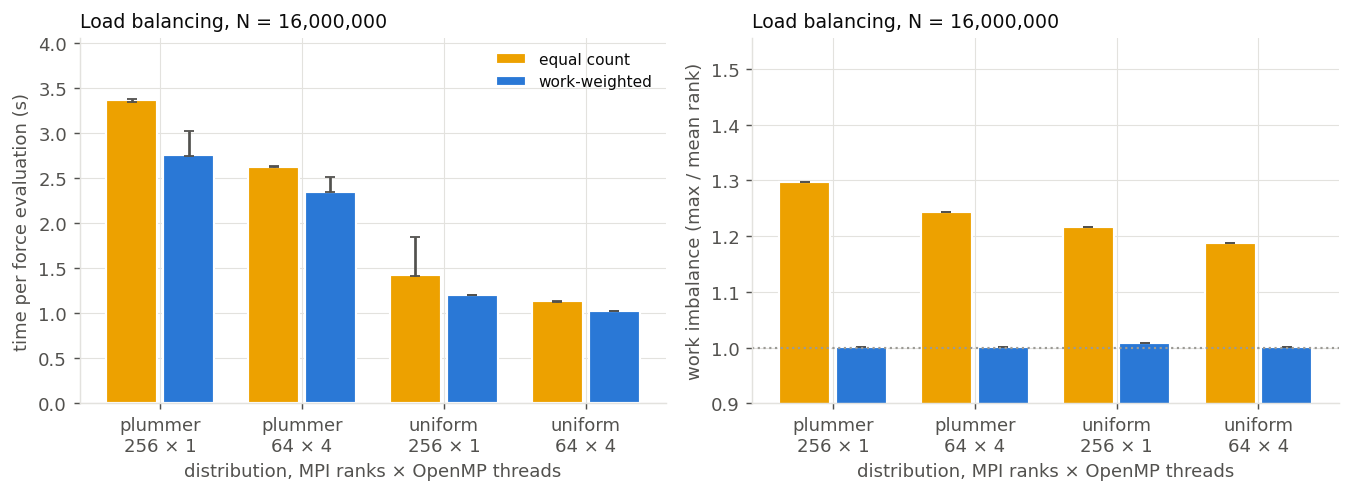 Load balancing, N = 16,000,000
time per force evaluation (s)
4.0
3.5
3.0
2.5
2.0
1.5
1.0
0.5
0.0
equal count
work-weighted
plummer
256 × 1
plummer
64 × 4
uniform
256 × 1
uniform
64 × 4
distribution, MPI ranks × OpenMP threads
Load balancing, N = 16,000,000
work imbalance (max / mean rank)
1.5
1.4
1.3
1.2
1.1
1.0
0.9
plummer
256 × 1
plummer
64 × 4
uniform
256 × 1
uniform
64 × 4
distribution, MPI ranks × OpenMP threads